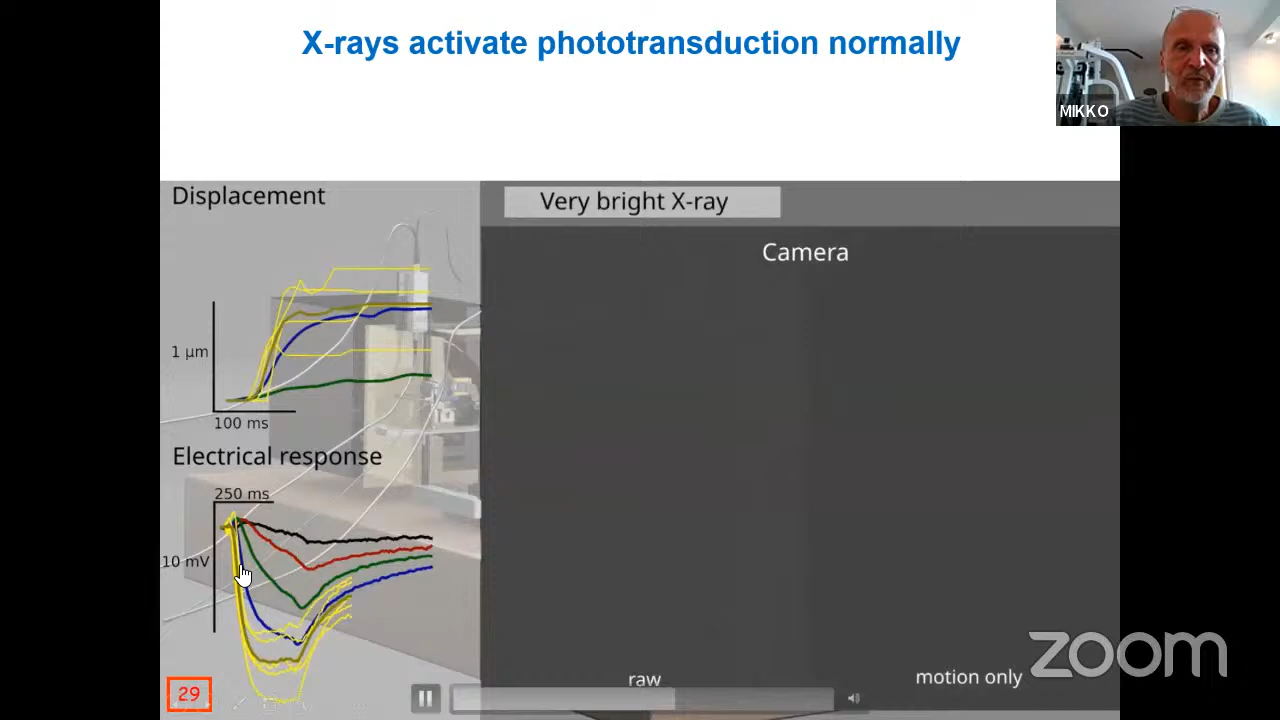 X-rays activate phototransduction normally
MIKKO
Displacement
Very bright X-ray
Camera
1 μm
100 ms
Electrical response
250 ms
10 mV
raw
motion only
zoom
29